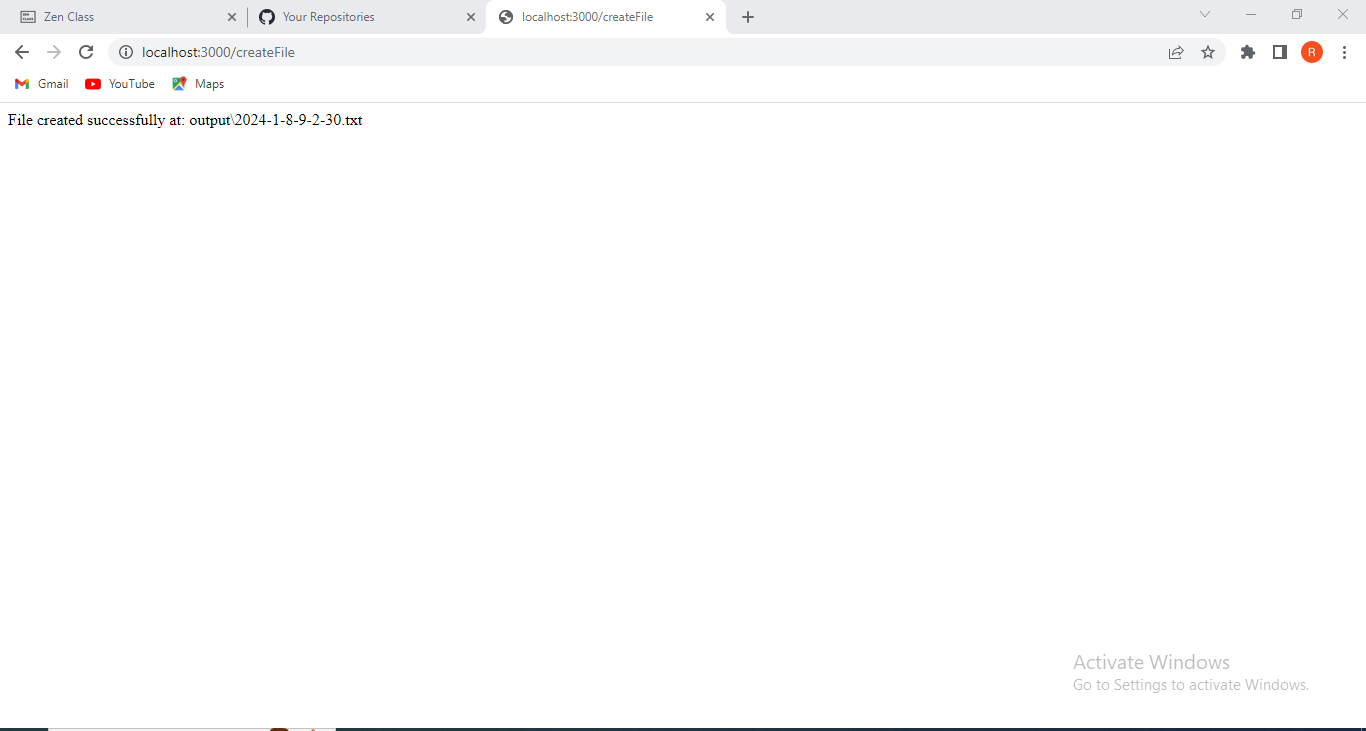 Zen Class
Your Repositories
localhost:3000/createFile
localhost:3000/createFile
R
Gmail
YouTube
Maps
File created successfully at: output\2024-1-8-9-2-30.txt
Activate Windows
Go to Settings to activate Windows.